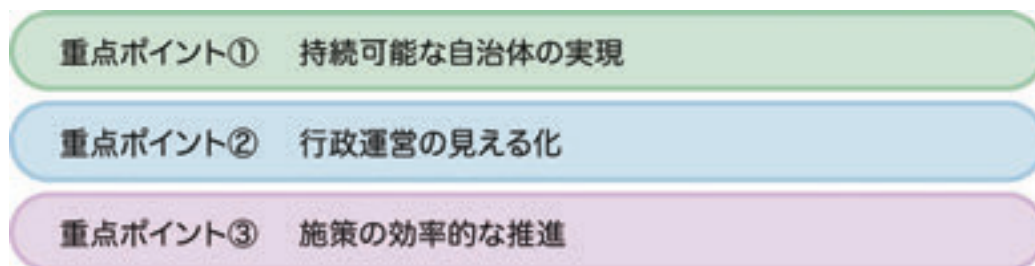 重点ポイント① 持続可能な自治体の実現
重点ポイント② 行政運営の見える化
重点ポイント③ 施策の効率的な推進